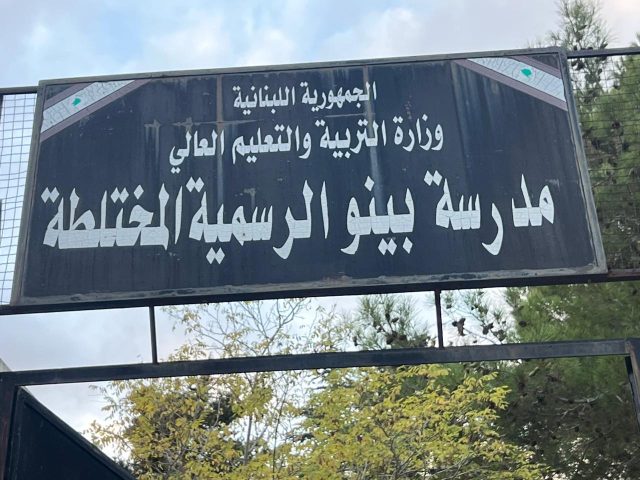 الجمهورية اللبنانية
وزارة التربية والتعليم العالي
مدرسة بينو الرسمية المختلطة